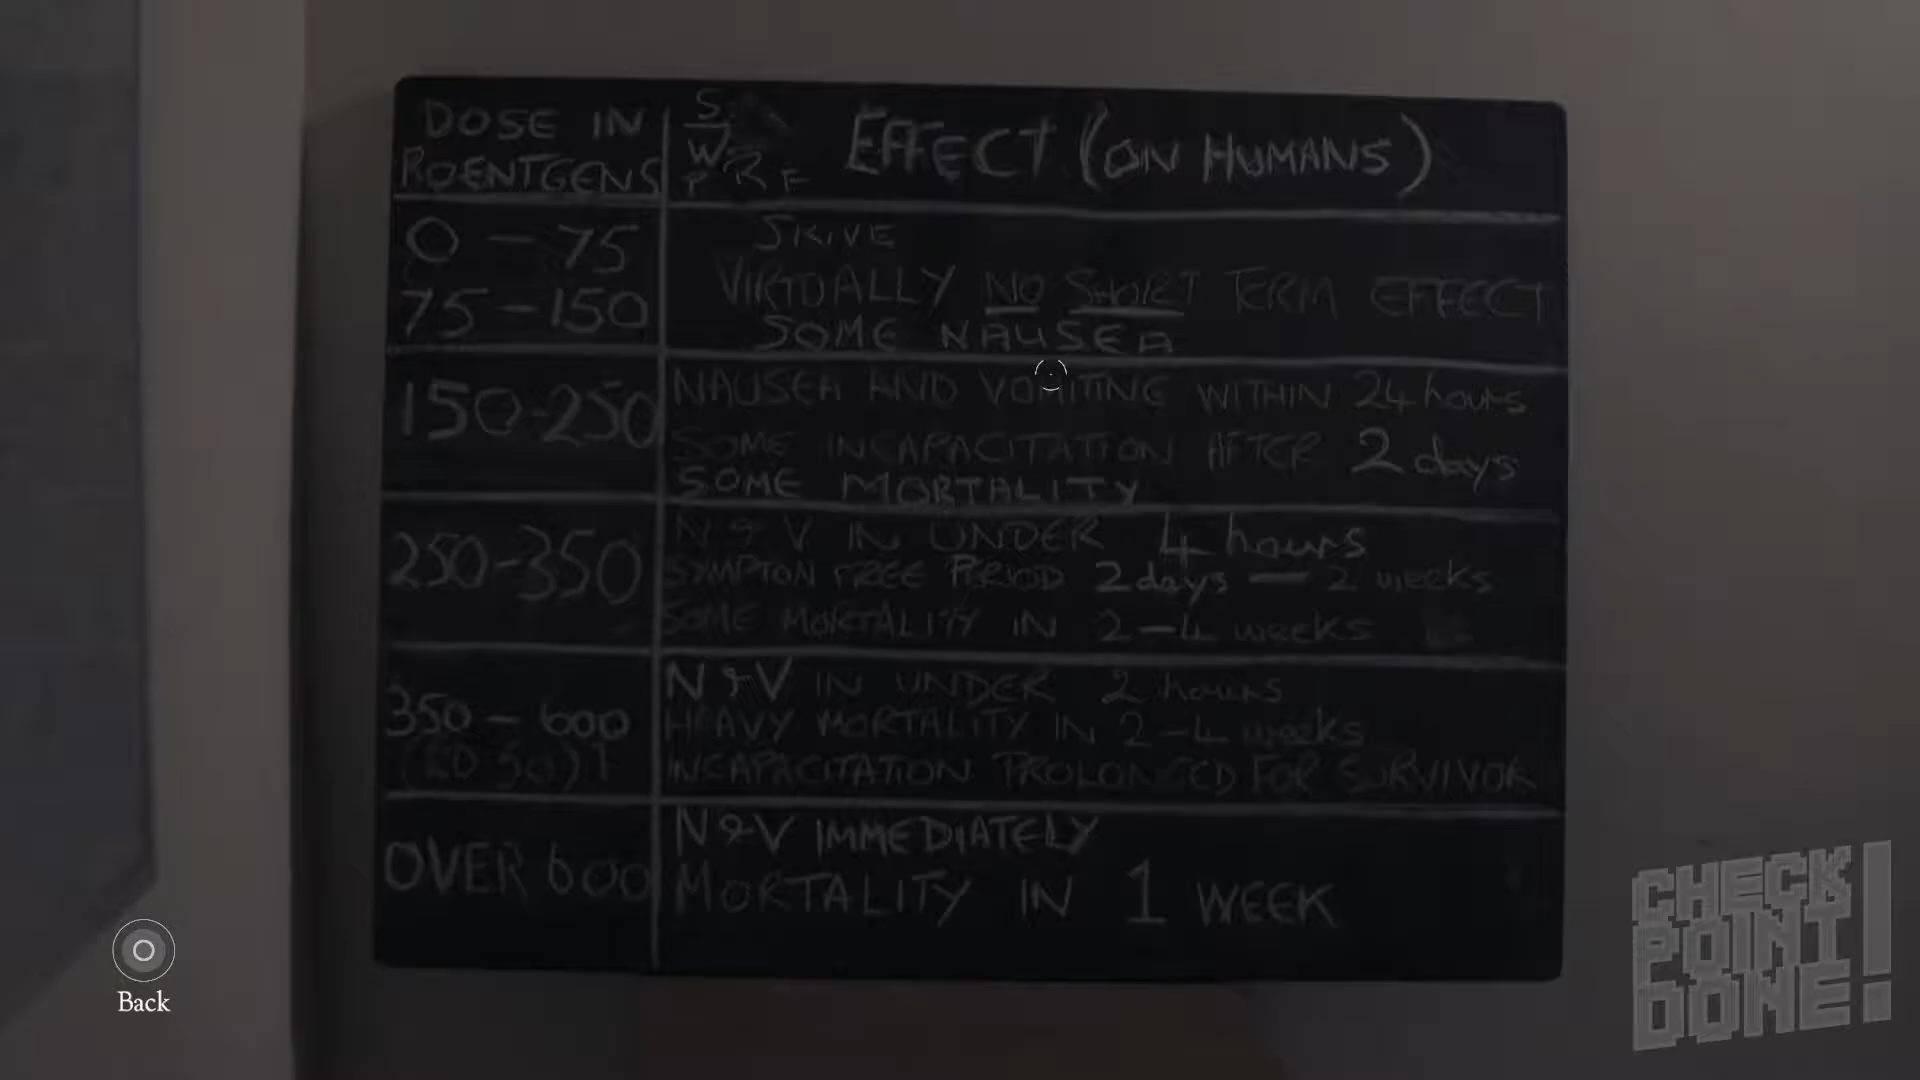 DOSE IN
ROENTGENS
EFFECT (ON HUMANS)
0 - 75
SKIVE
VIRTUALLY NO SHORT TERM EFFECT
75 - 150
SOME NAUSEA
150-250
NAUSEA AND VOMITING WITHIN 24 hours
SOME INCAPACITATION AFTER 2 days
SOME MORTALITY
250-350
N & V IN UNDER 4 hours
SYMPTON FREE PERIOD 2 days — 2 weeks
SOME MORTALITY IN 2-4 weeks
350 - 600
N & V IN UNDER 2 hours
HEAVY MORTALITY IN 2-4 weeks
INCAPACITATION PROLONGED FOR SURVIVOR
OVER 600
N & V IMMEDIATELY
MORTALITY IN 1 WEEK
Back
CHECK
POINT
DONE!